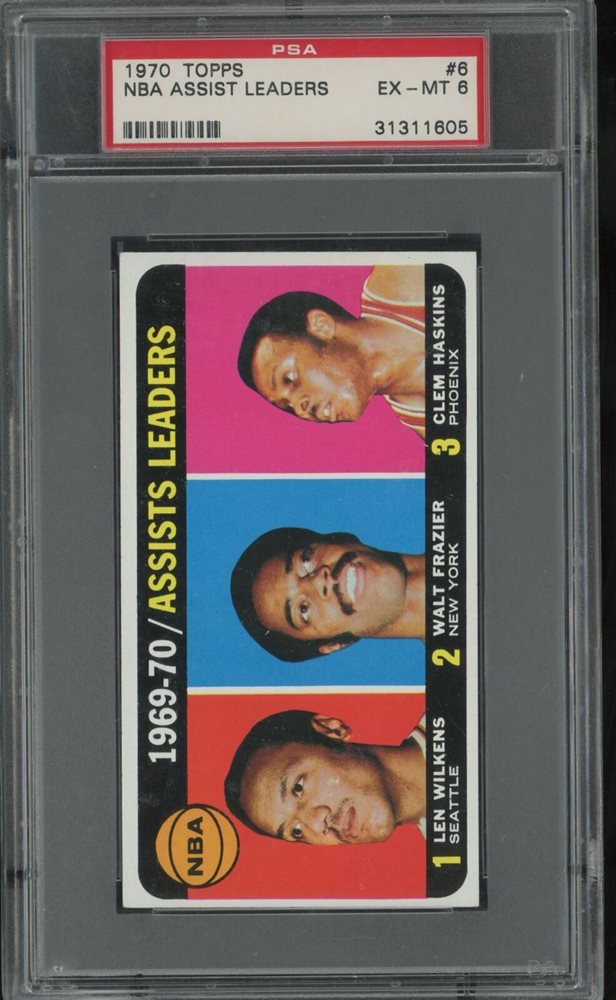 PSA
1970 TOPPS #6
NBA ASSIST LEADERS EX-MT 6
31311605
1969-70/ASSISTS LEADERS
NBA
1 LEN WILKENS
SEATTLE
2 WALT FRAZIER
NEW YORK
3 CLEM HASKINS
PHOENIX